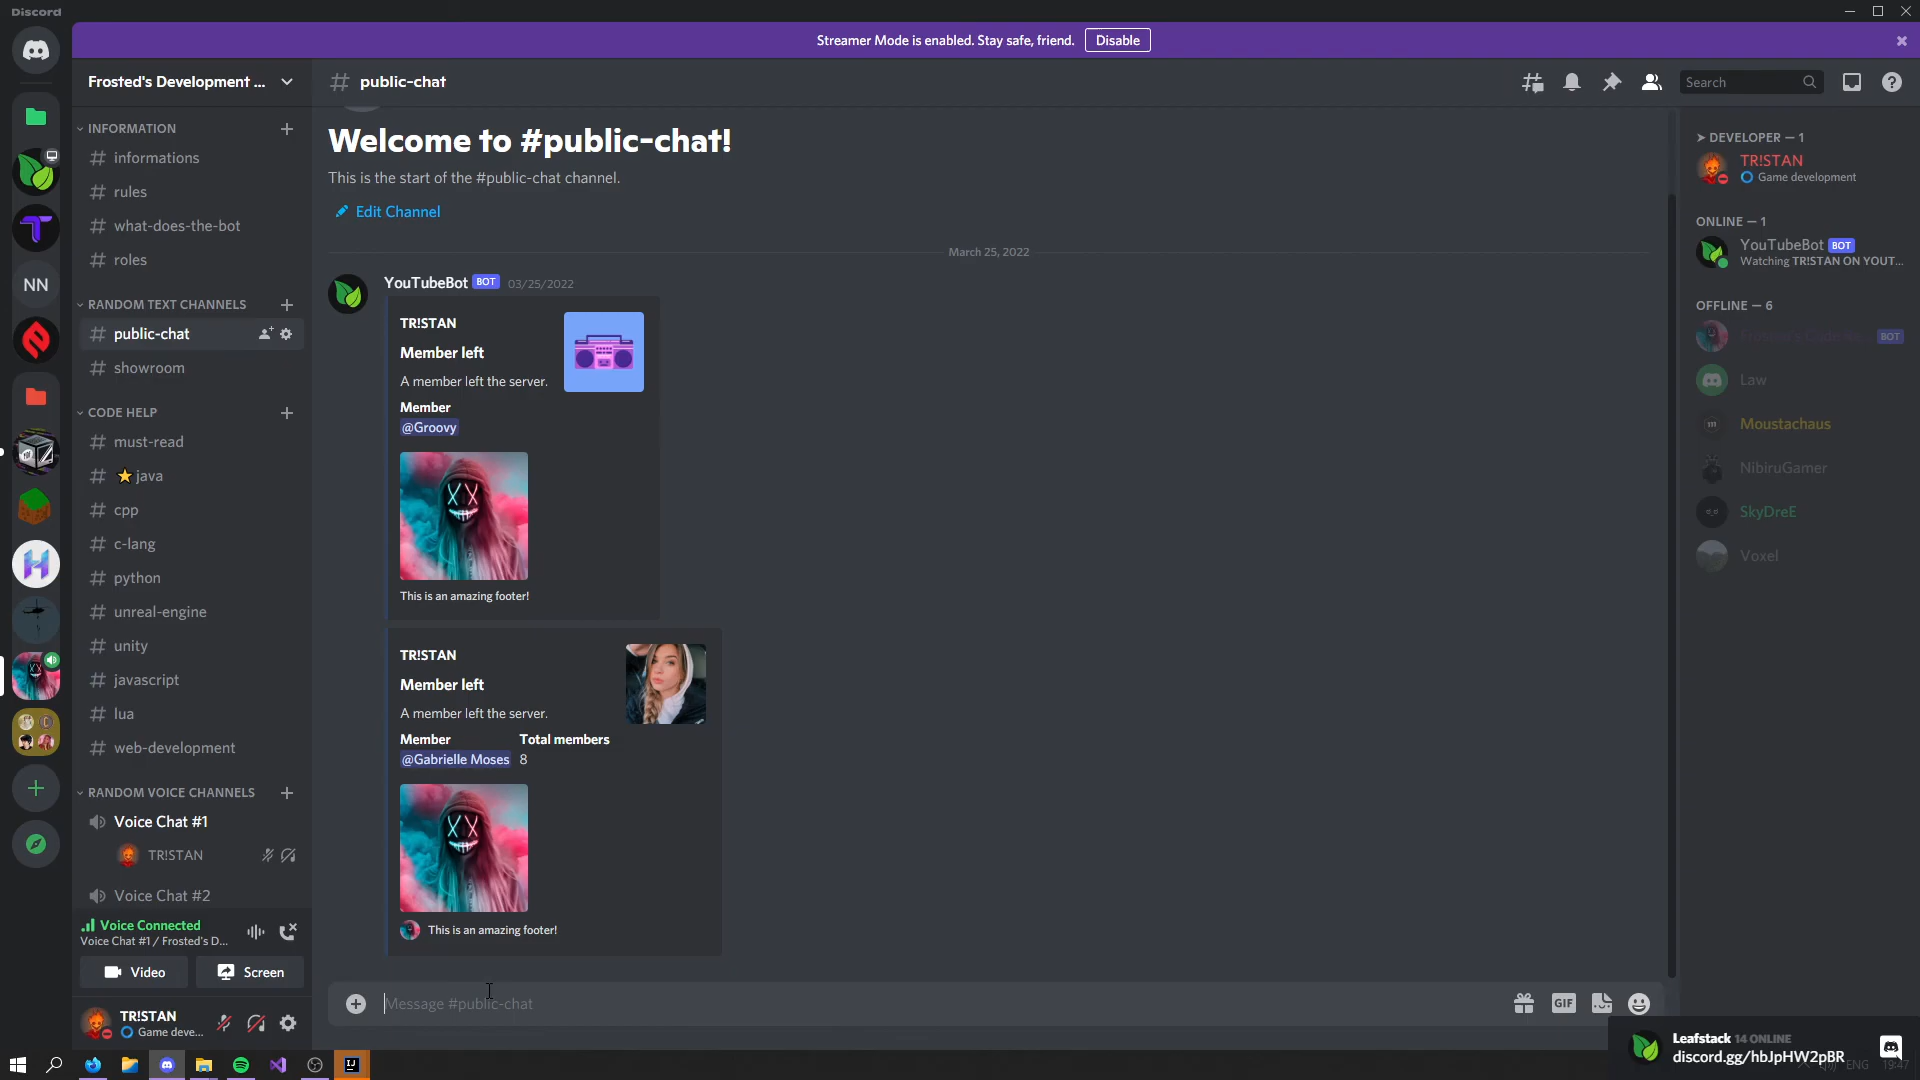 Discord
Streamer Mode is enabled. Stay safe, friend.
Disable
Frosted's Development ...
public-chat
Search
INFORMATION
informations
rules
what-does-the-bot
roles
RANDOM TEXT CHANNELS
public-chat
showroom
CODE HELP
must-read
java
cpp
c-lang
python
unreal-engine
unity
javascript
lua
web-development
RANDOM VOICE CHANNELS
Voice Chat #1
TR!STAN
Voice Chat #2
Voice Connected
Voice Chat #1 / Frosted's D...
Video
Screen
TR!STAN
Game deve...
NN
Welcome to #public-chat!
This is the start of the #public-chat channel.
Edit Channel
March 25, 2022
YouTubeBot BOT 03/25/2022
TR!STAN
Member left
A member left the server.
Member
@Groovy
This is an amazing footer!
TR!STAN
Member left
A member left the server.
Member Total members
@Gabrielle Moses 8
This is an amazing footer!
Message #public-chat
GIF
➤ DEVELOPER — 1
TR!STAN
Game development
ONLINE — 1
YouTubeBot BOT
Watching TR!STAN ON YOUT...
OFFLINE — 6
BOT
Law
Moustachaus
NibiruGamer
SkyDreE
Voxel
Leafstack 14 ONLINE
discord.gg/hbJpHW2pBR
ENG
19:47
IJ